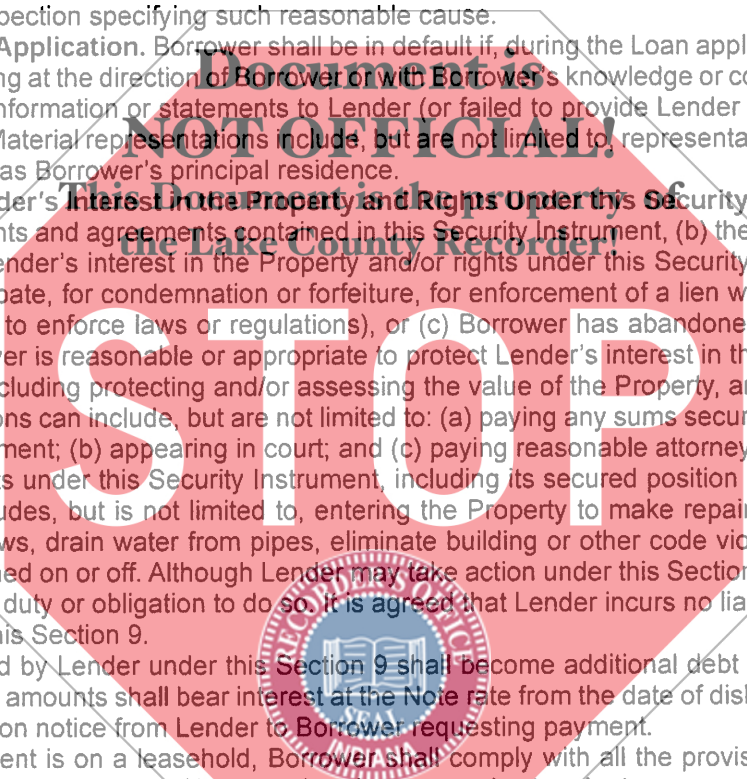 pection specifying such reasonable cause.
Application. Borrower shall be in default if, during the Loan appl
ng at the direction of Borrower or with Borrower's knowledge or co
nformation or statements to Lender (or failed to provide Lender
Material representations include, but are not limited to, representa
as Borrower's principal residence.
der's Interest in the Property and Rights Under this Security
nts and agreements contained in this Security Instrument, (b) the
ender's interest in the Property and/or rights under this Security
bate, for condemnation or forfeiture, for enforcement of a lien w
to enforce laws or regulations), or (c) Borrower has abandone
er is reasonable or appropriate to protect Lender's interest in th
cluding protecting and/or assessing the value of the Property, a
ons can include, but are not limited to: (a) paying any sums secur
ment; (b) appearing in court; and (c) paying reasonable attorney
s under this Security Instrument, including its secured position
udes, but is not limited to, entering the Property to make repair
ws, drain water from pipes, eliminate building or other code vio
ned on or off. Although Lender may take action under this Section
duty or obligation to do so. It is agreed that Lender incurs no lia
his Section 9.
d by Lender under this Section 9 shall become additional debt
amounts shall bear interest at the Note rate from the date of disb
on notice from Lender to Borrower requesting payment.
ent is on a leasehold, Borrower shall comply with all the provis
Document is
NOT OFFICIAL!
This Document is the property of
the Lake County Recorder!
STOP
RECORDER'S OFFICE
SEAL
INDIANA